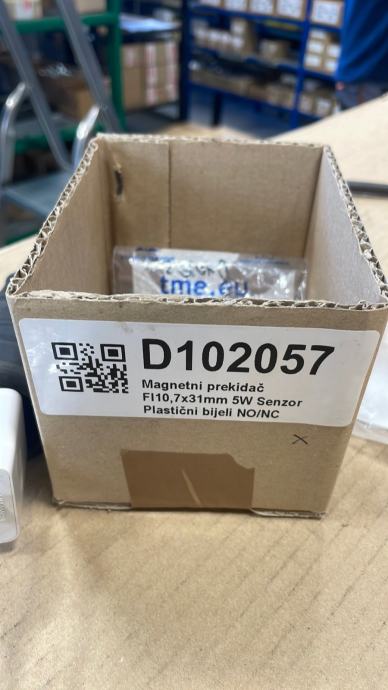 tme.eu
D102057
Magnetni prekidač
FI10,7x31mm 5W Senzor
Plastični bijeli NO/NC
X